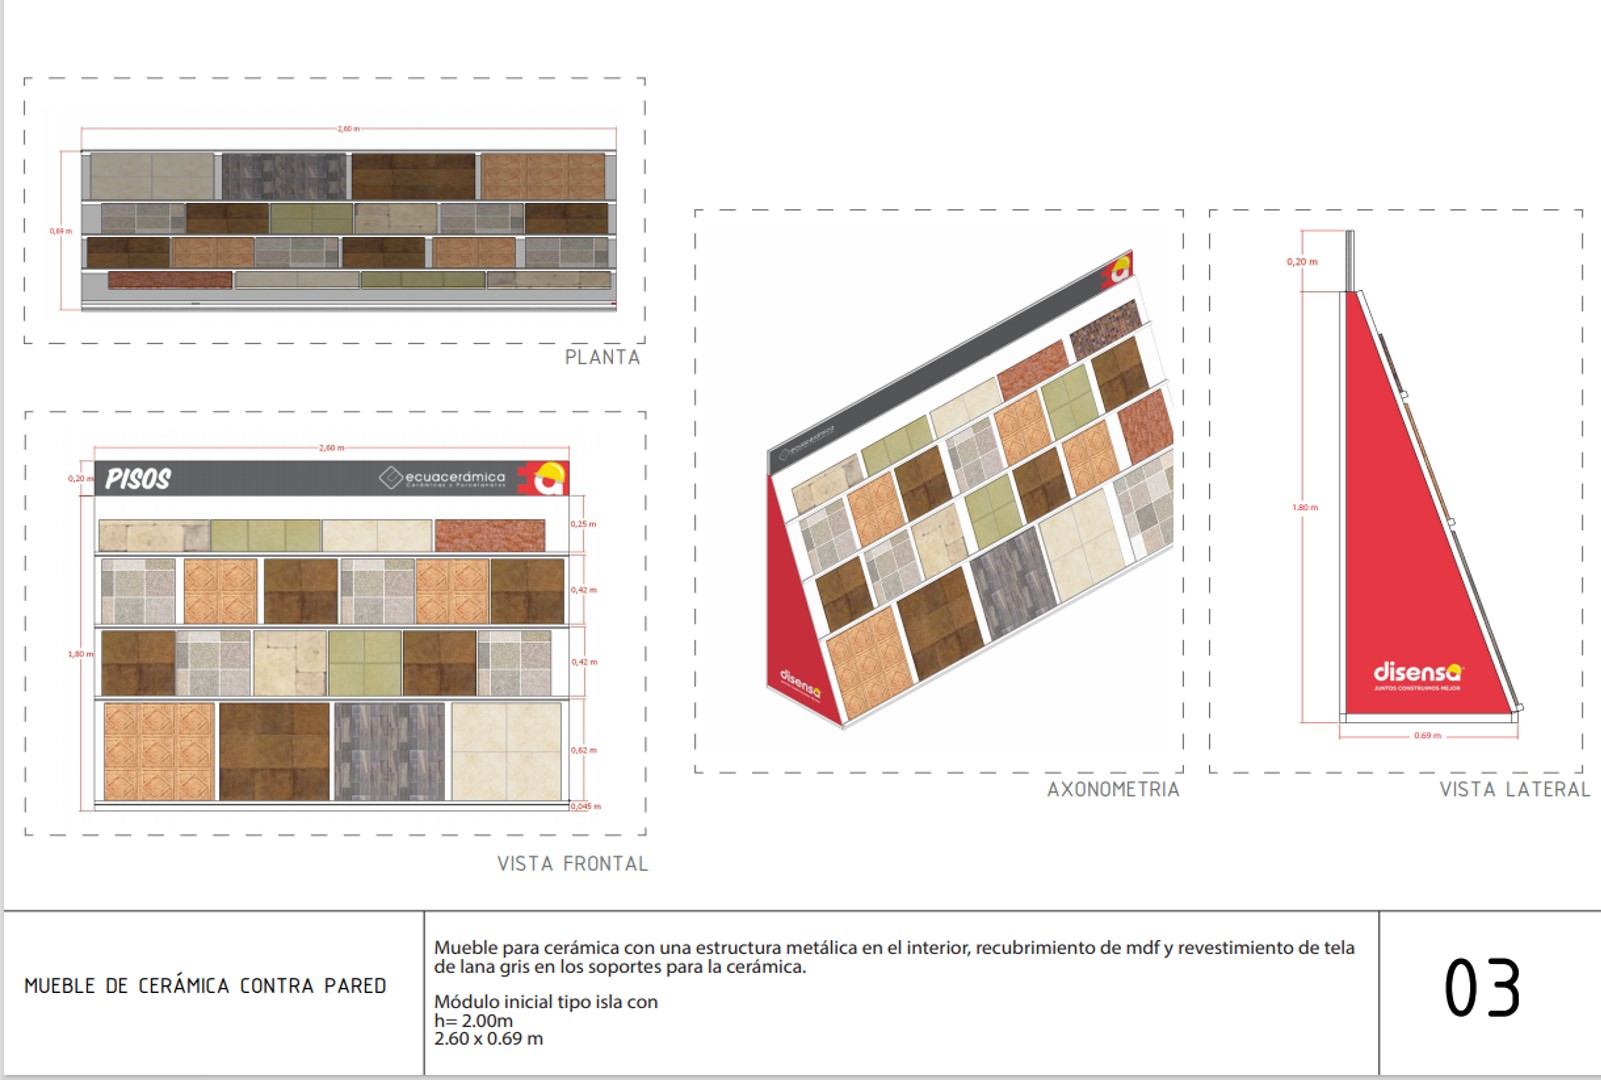 2,60 m
0,69 m
PLANTA
2,60 m
0,20 m
PISOS
ecuacerámica
Cerámicas y Porcelanatos
a
0,25 m
0,42 m
1,80 m
0,42 m
0,62 m
0,045 m
VISTA FRONTAL
a
ecuacerámica
disensa
AXONOMETRIA
0,20 m
1.80 m
disensa
JUNTOS CONSTRUIMOS MEJOR
0.69 m
VISTA LATERAL
MUEBLE DE CERÁMICA CONTRA PARED
Mueble para cerámica con una estructura metálica en el interior, recubrimiento de mdf y revestimiento de tela
de lana gris en los soportes para la cerámica.
Módulo inicial tipo isla con
h= 2.00m
2.60 x 0.69 m
03